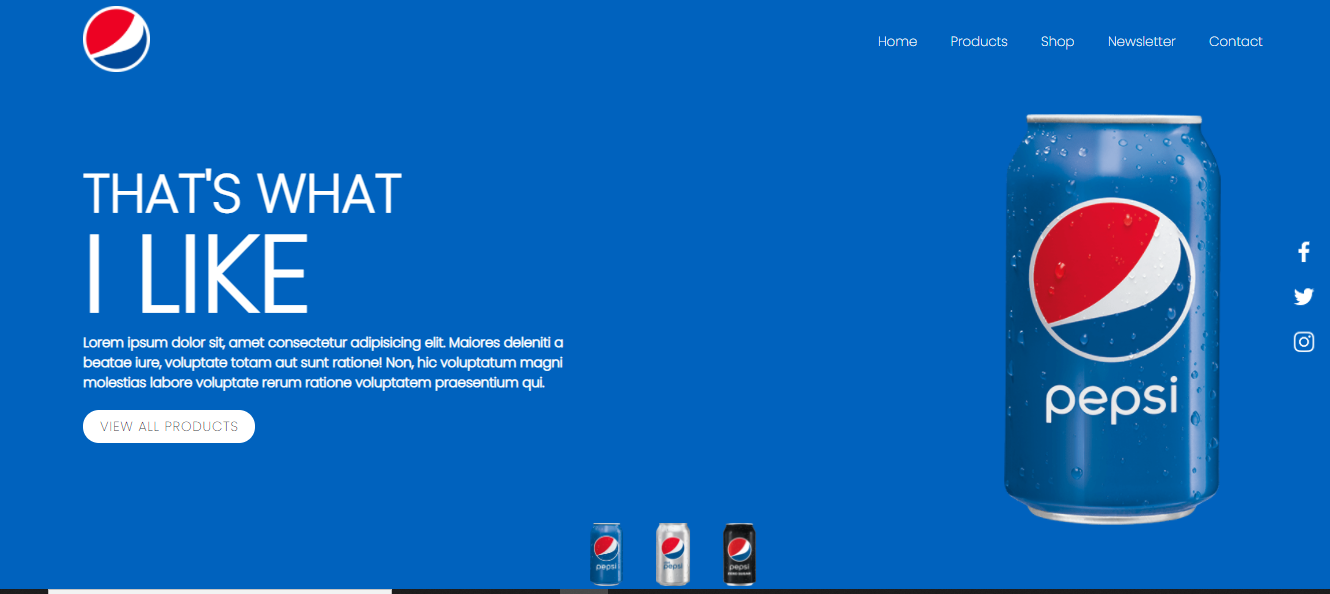 Home Products Shop Newsletter Contact
THAT'S WHAT
I LIKE
Lorem ipsum dolor sit, amet consectetur adipisicing elit. Maiores deleniti a
beatae iure, voluptate totam aut sunt ratione! Non, hic voluptatum magni
molestias labore voluptate rerum ratione voluptatem praesentium qui.
VIEW ALL PRODUCTS
pepsi
pepsi
pepsi
pepsi